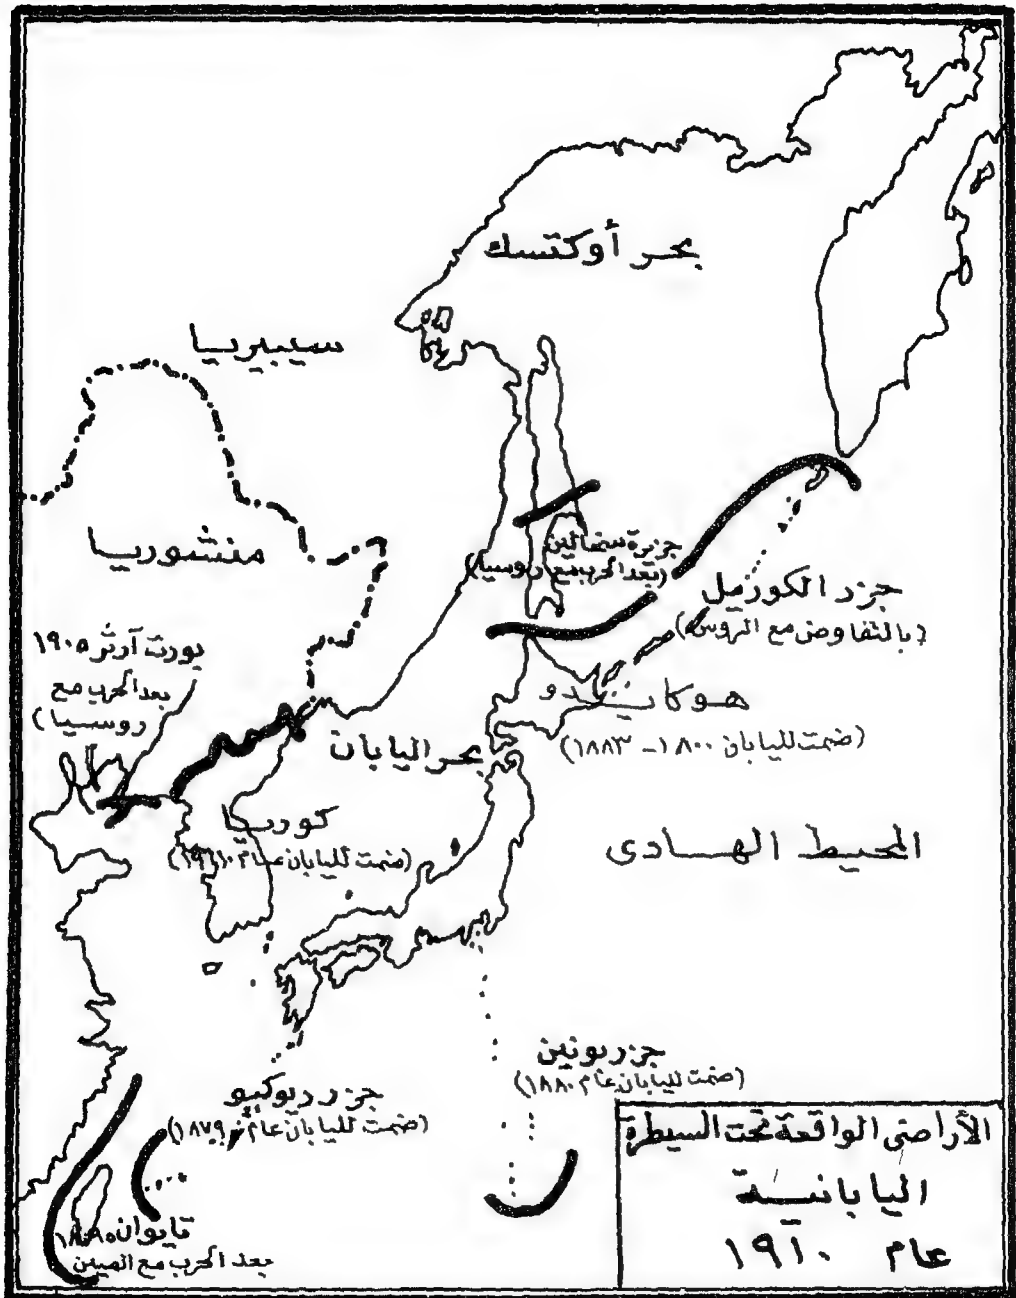 بحر أوكتسك
سيبيريا
منشوريا
جزيرة سخالين
(بعد الحرب مع روسيا)
جزر الكوريل
(بالتفاوض مع الروس)
بورت آرثر ١٩٠٥
بعد الحرب مع
روسيا)
هوكايدو
(ضمت لليابان ١٨٠٠ - ١٨٨٣)
بحر اليابان
كوريا
(ضمت لليابان عام ١٩١٠)
المحيط الهادى
جزر بونين
(ضمت لليابان عام ١٨٨٠)
جزر ريوكيو
(ضمت لليابان عام ١٨٧٩)
تايوان ١٨٩٥
بعد الحرب مع الصين
الأراضى الواقعة تحت السيطرة
اليابانية
عام ١٩١٠